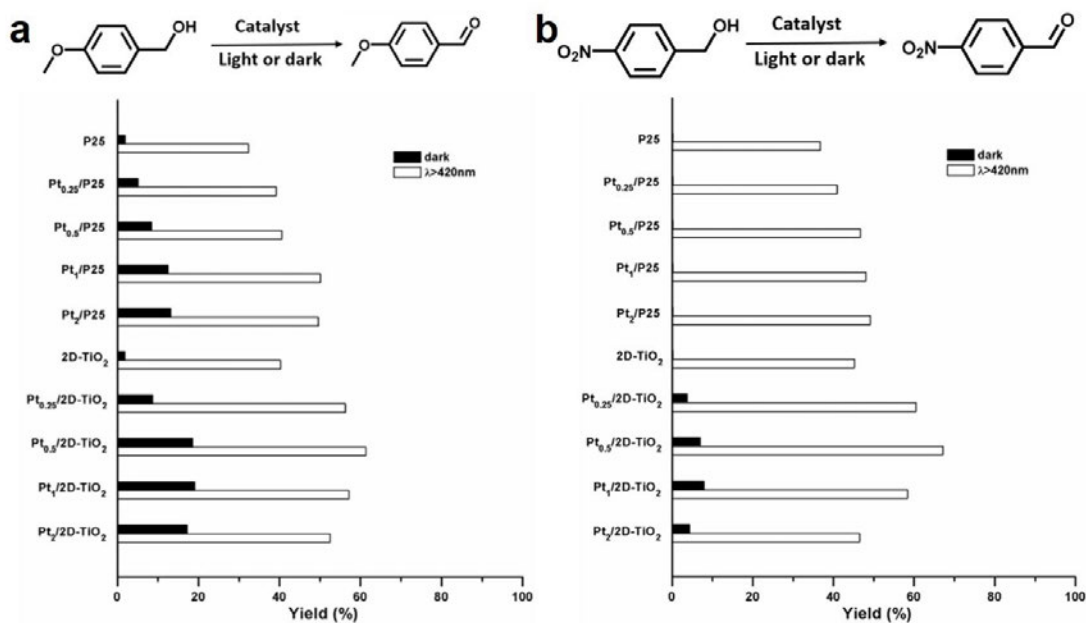 a
OH
O
Catalyst
Light or dark
O
O
P25
Pt0.25/P25
Pt0.5/P25
Pt1/P25
Pt2/P25
2D-TiO2
Pt0.25/2D-TiO2
Pt0.5/2D-TiO2
Pt1/2D-TiO2
Pt2/2D-TiO2
dark
λ>420nm
0 20 40 60 80 100
Yield (%)
b
OH
NO2
Catalyst
Light or dark
O
O2N
P25
Pt0.25/P25
Pt0.5/P25
Pt1/P25
Pt2/P25
2D-TiO2
Pt0.25/2D-TiO2
Pt0.5/2D-TiO2
Pt1/2D-TiO2
Pt2/2D-TiO2
dark
λ>420nm
0 20 40 60 80 100
Yield (%)